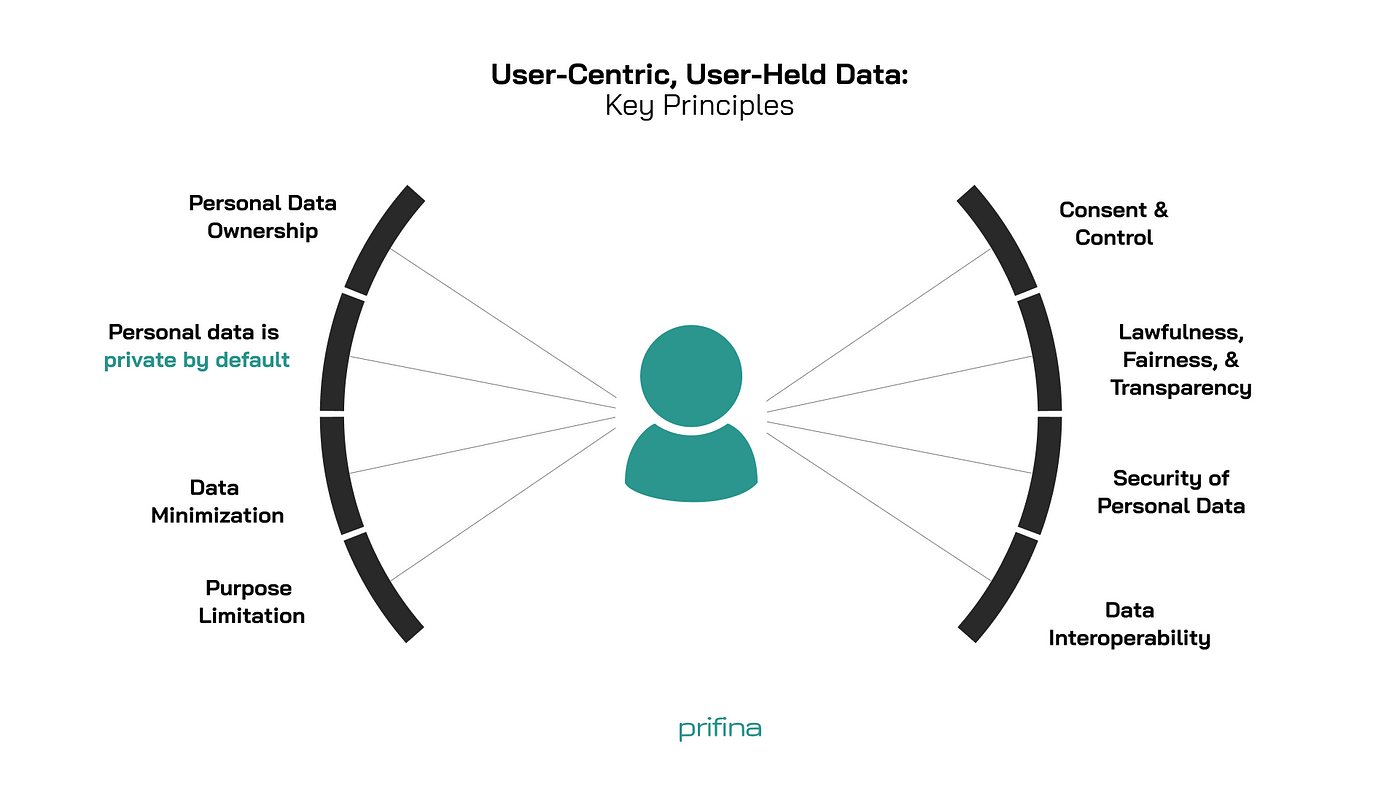 User-Centric, User-Held Data:
Key Principles
Personal Data
Ownership
Personal data is
private by default
Data
Minimization
Purpose
Limitation
Consent &
Control
Lawfulness,
Fairness, &
Transparency
Security of
Personal Data
Data
Interoperability
prifina